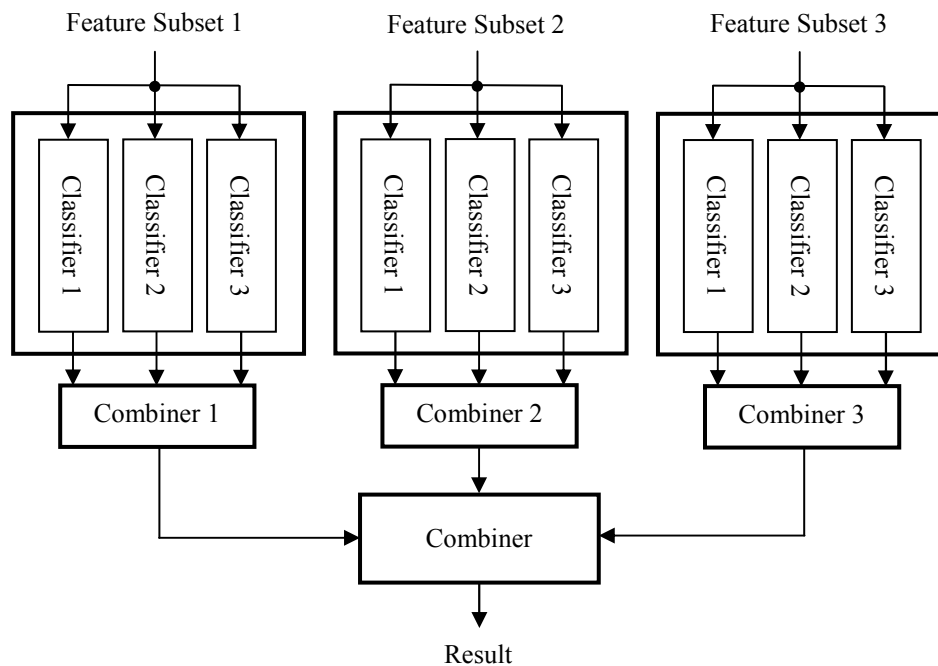 Feature Subset 1
Feature Subset 2
Feature Subset 3
Classifier 1
Classifier 2
Classifier 3
Classifier 1
Classifier 2
Classifier 3
Classifier 1
Classifier 2
Classifier 3
Combiner 1
Combiner 2
Combiner 3
Combiner
Result